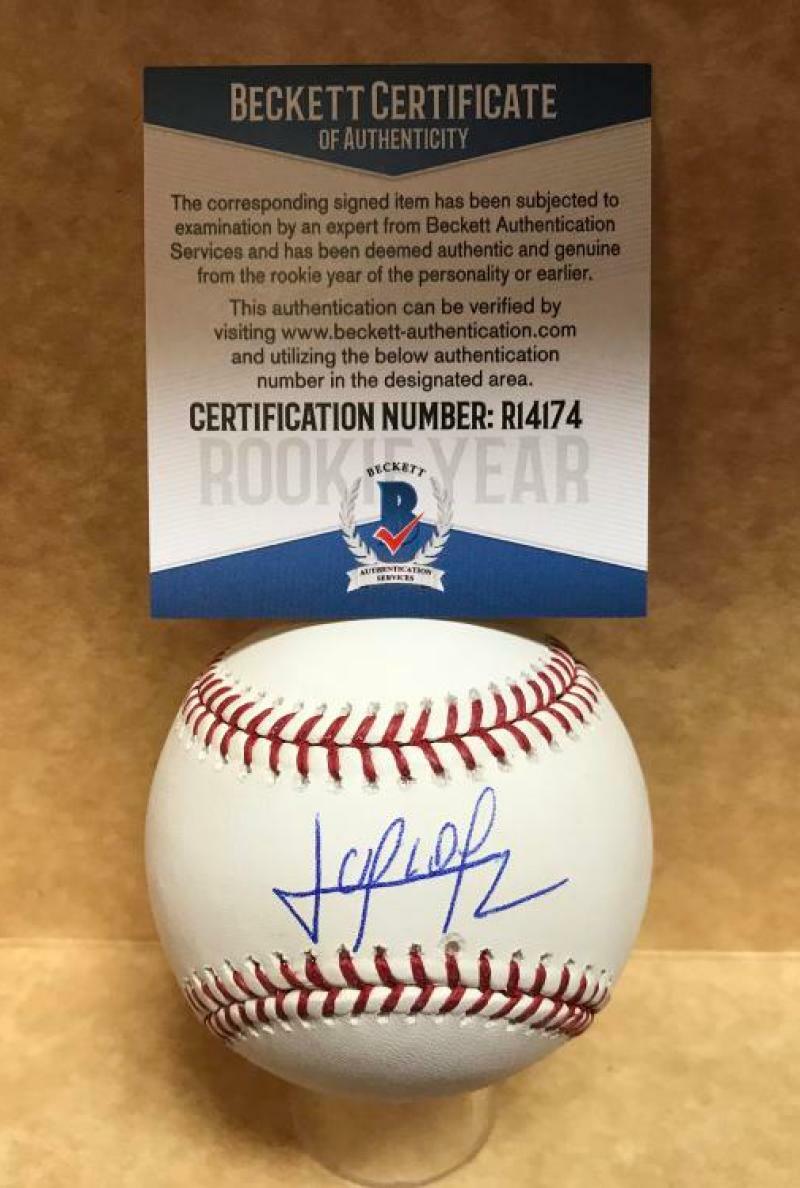 BECKETT CERTIFICATE
OF AUTHENTICITY
The corresponding signed item has been subjected to
examination by an expert from Beckett Authentication
Services and has been deemed authentic and genuine
from the rookie year of the personality or earlier.
This authentication can be verified by
visiting www.beckett-authentication.com
and utilizing the below authentication
number in the designated area.
CERTIFICATION NUMBER: R14174
ROOKIE YEAR
BECKETT
B
AUTHENTICATION
SERVICES